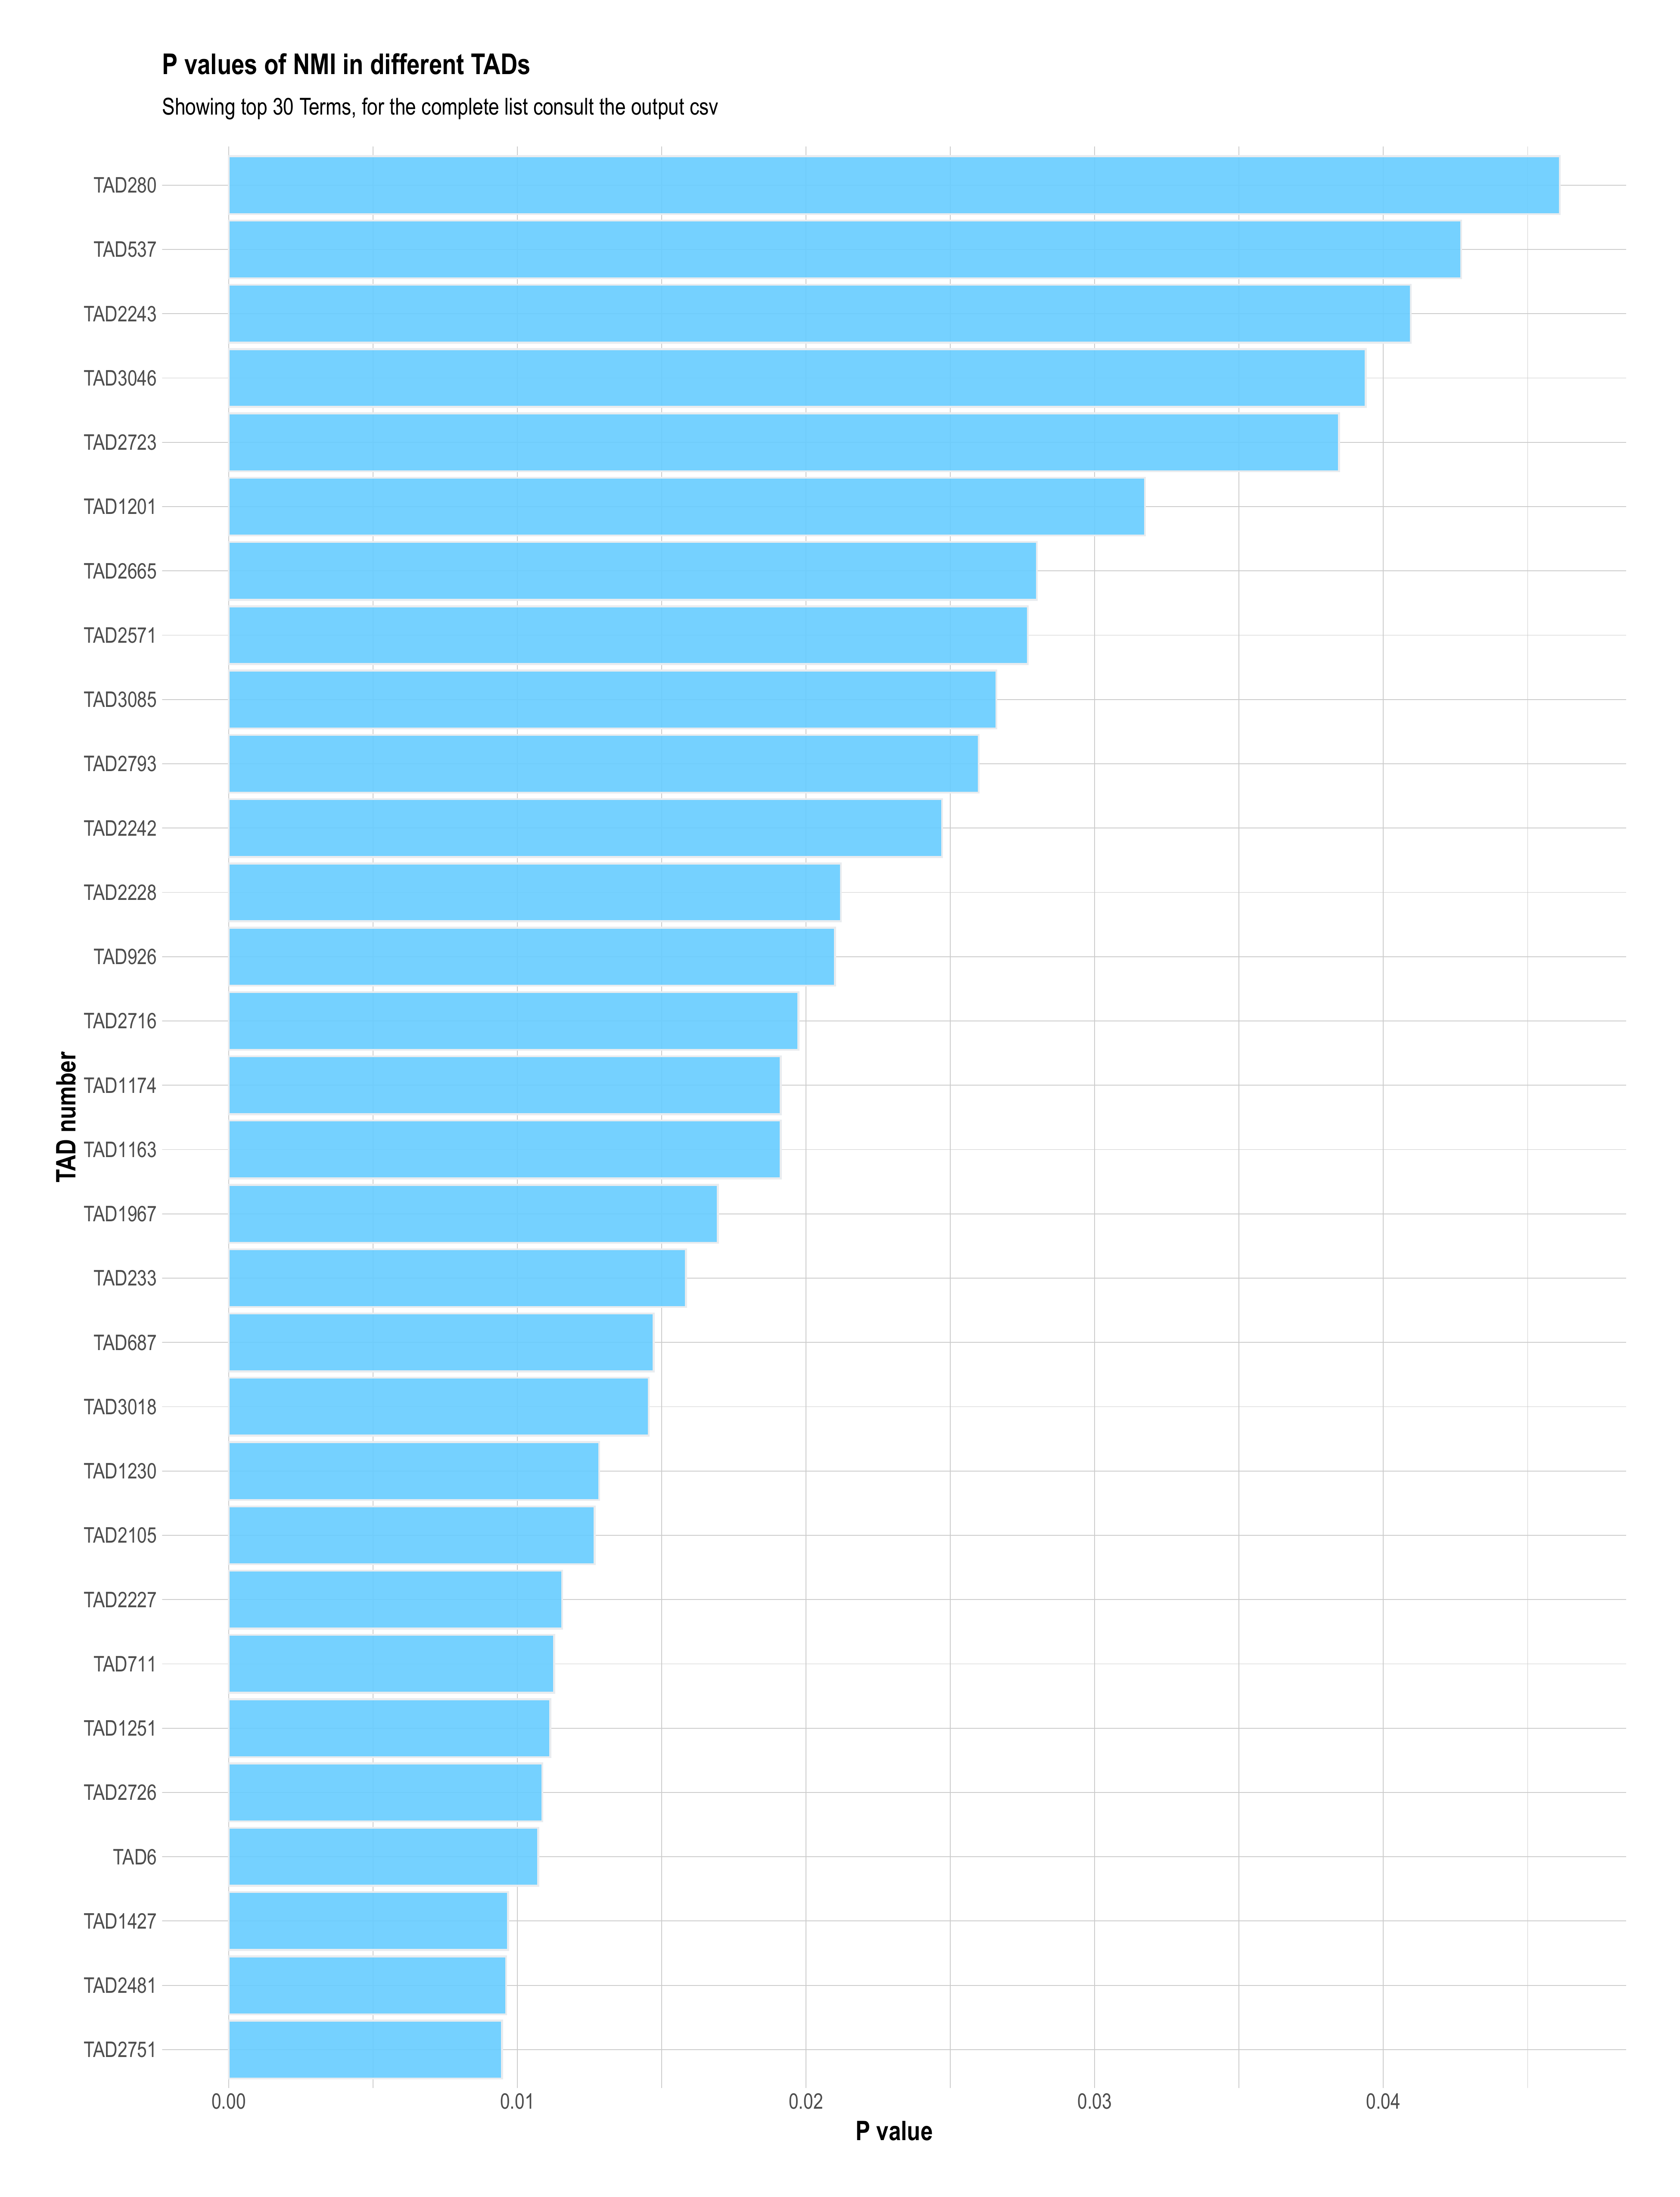 P values of NMI in different TADs
Showing top 30 Terms, for the complete list consult the output csv
TAD number
TAD280
TAD537
TAD2243
TAD3046
TAD2723
TAD1201
TAD2665
TAD2571
TAD3085
TAD2793
TAD2242
TAD2228
TAD926
TAD2716
TAD1174
TAD1163
TAD1967
TAD233
TAD687
TAD3018
TAD1230
TAD2105
TAD2227
TAD711
TAD1251
TAD2726
TAD6
TAD1427
TAD2481
TAD2751
0.00 0.01 0.02 0.03 0.04
P value